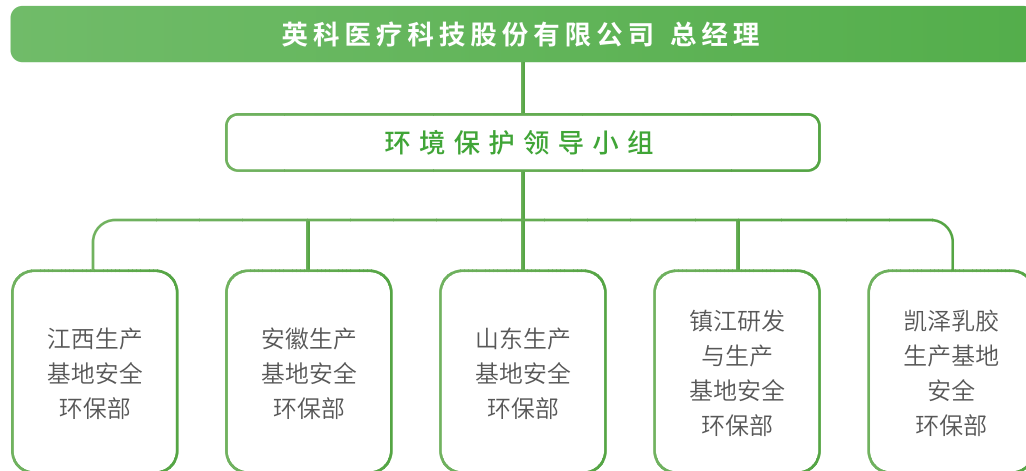 英科医疗科技股份有限公司 总经理
环境保护领导小组
江西生产
基地安全
环保部
安徽生产
基地安全
环保部
山东生产
基地安全
环保部
镇江研发
与生产
基地安全
环保部
凯泽乳胶
生产基地
安全
环保部